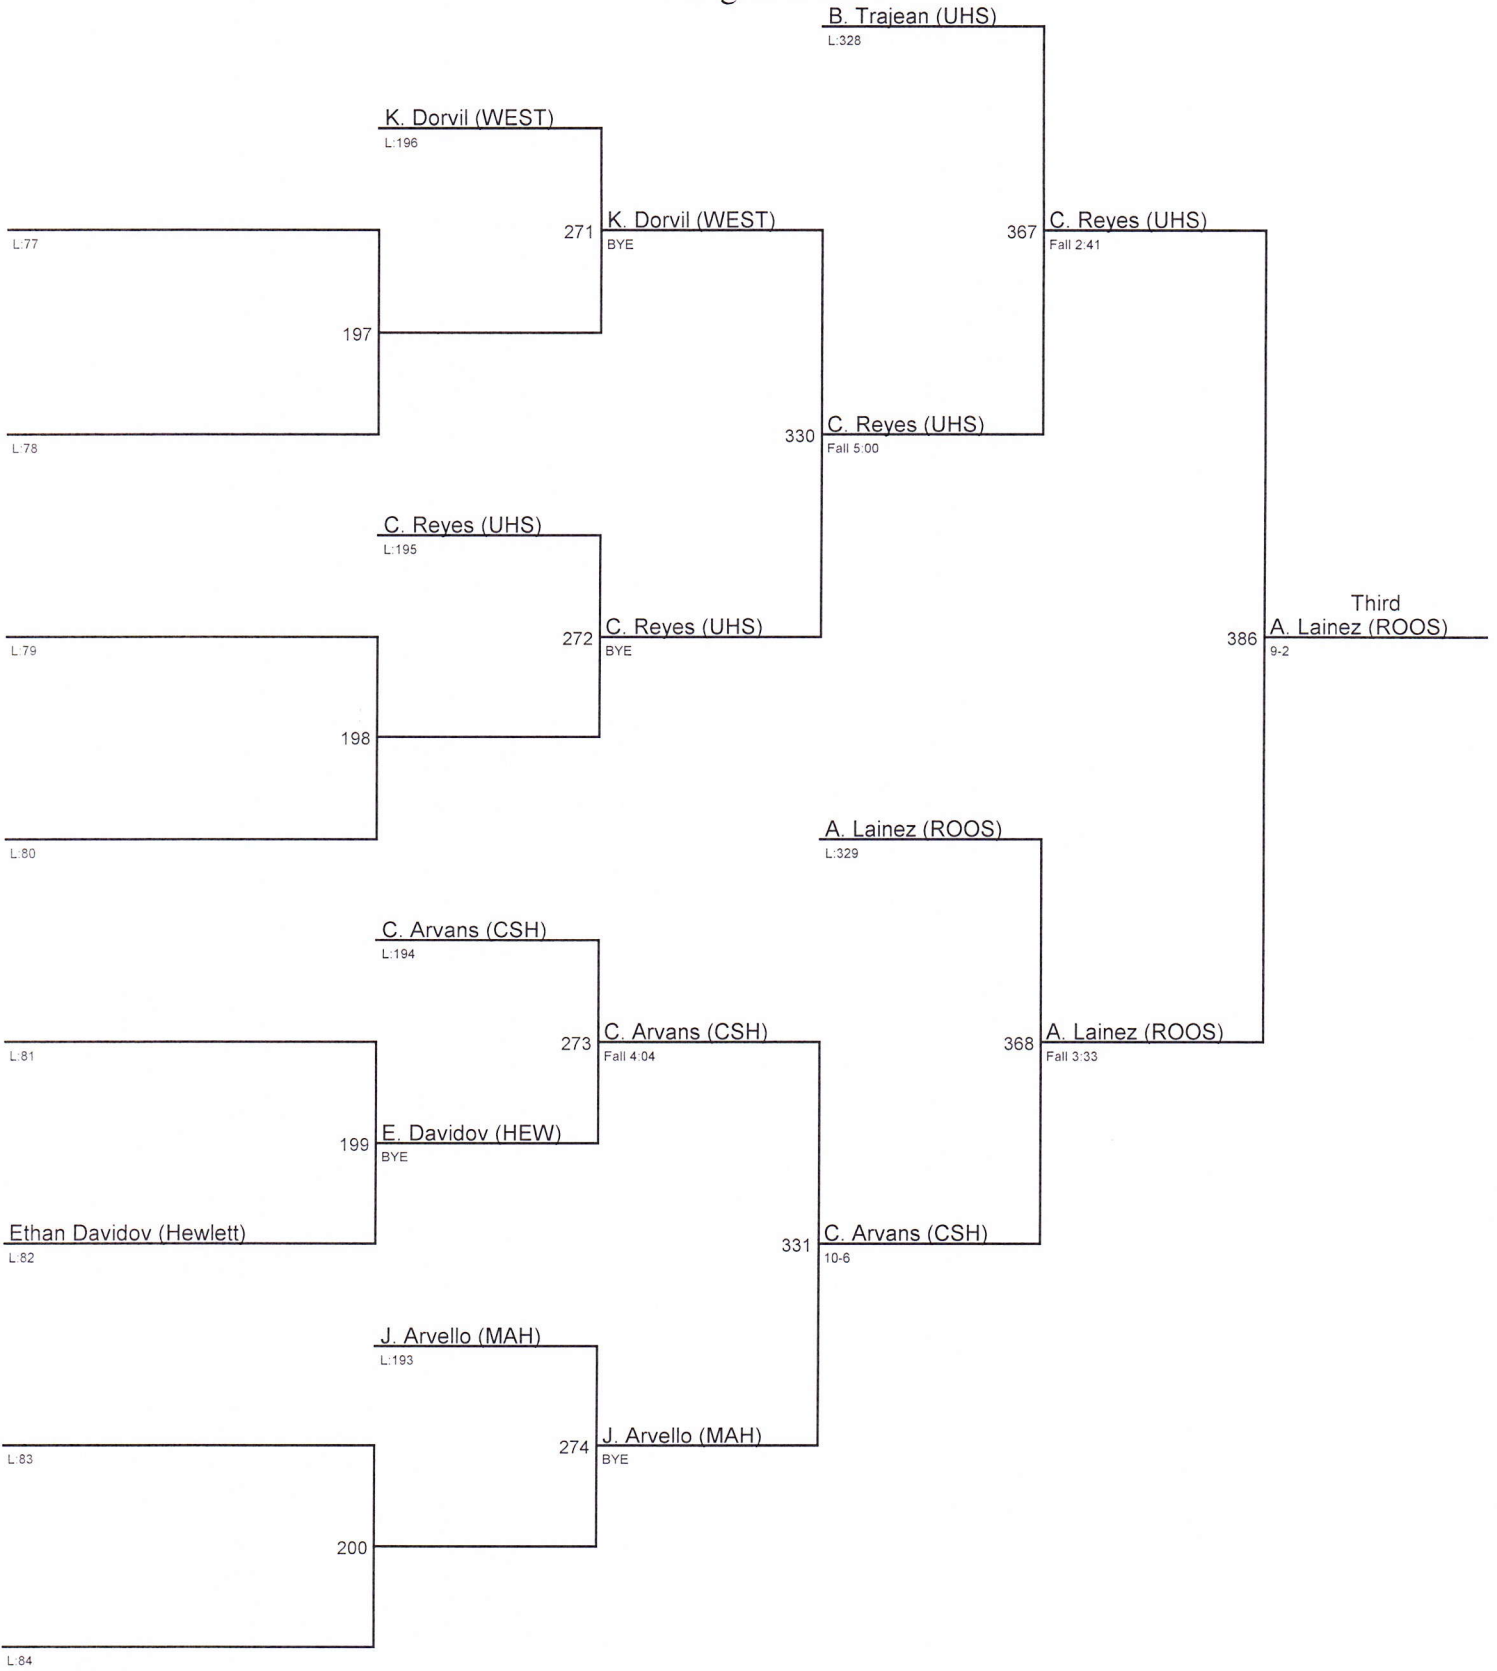 B. Trajean (UHS)
L:328
K. Dorvil (WEST)
L:196
271 K. Dorvil (WEST)
BYE
367 C. Reyes (UHS)
Fall 2:41
L:77
197
330 C. Reyes (UHS)
Fall 5:00
L:78
C. Reyes (UHS)
L:195
Third
272 C. Reyes (UHS)
BYE
386 A. Lainez (ROOS)
9-2
L:79
198
A. Lainez (ROOS)
L:329
L:80
C. Arvans (CSH)
L:194
273 C. Arvans (CSH)
Fall 4:04
368 A. Lainez (ROOS)
Fall 3:33
L:81
199 E. Davidov (HEW)
BYE
Ethan Davidov (Hewlett)
L:82
331 C. Arvans (CSH)
10-6
J. Arvello (MAH)
L:193
274 J. Arvello (MAH)
BYE
L:83
200
L:84